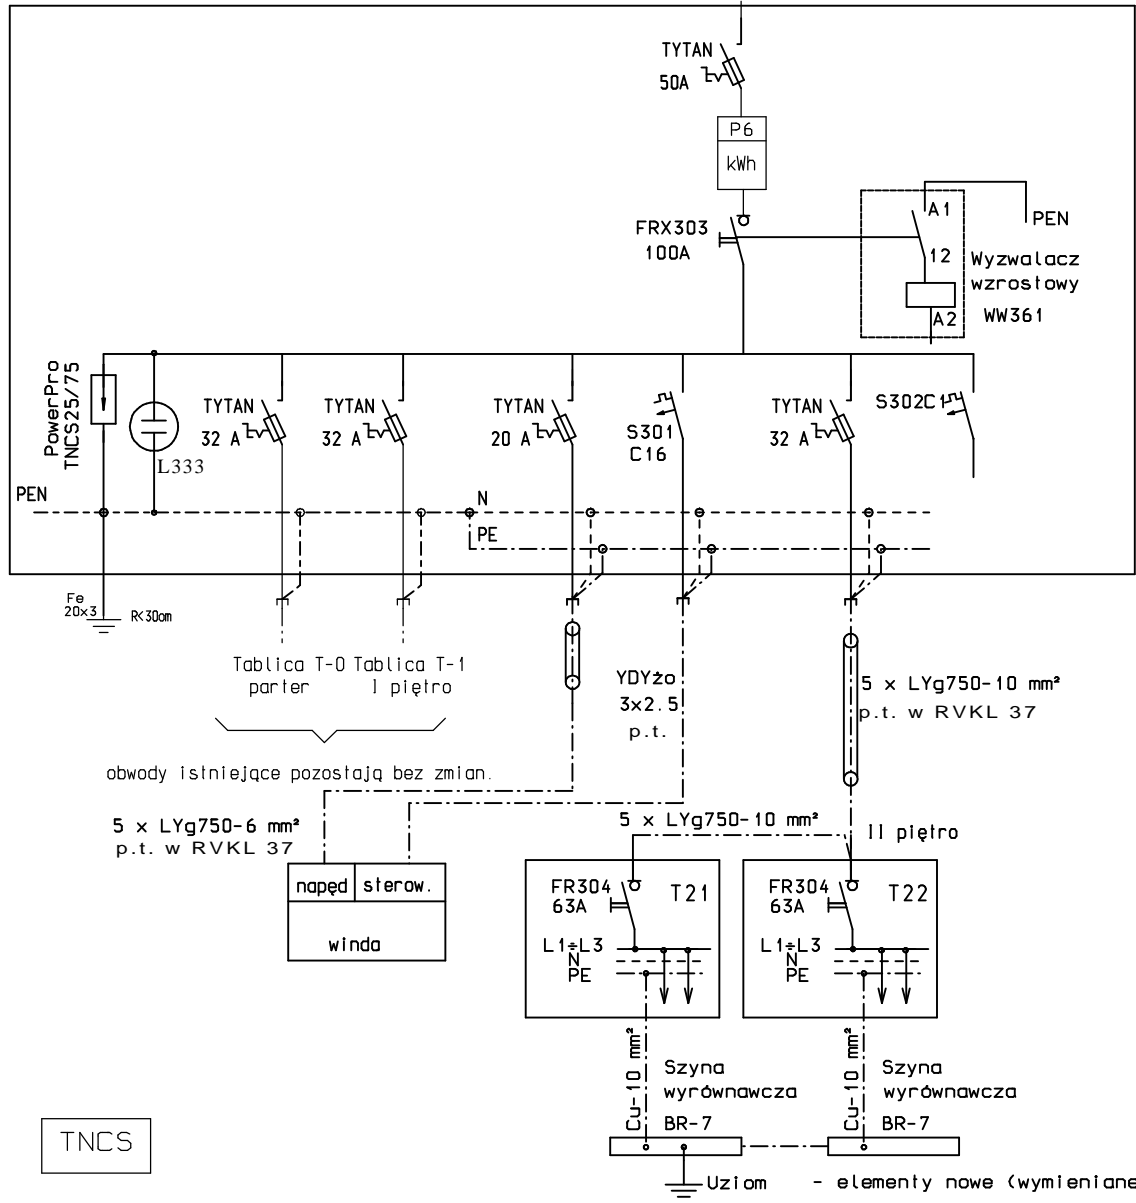 TYTAN
50A
P6
kWh
FRX303
100A
A1
PEN
12
Wyzwalacz
wzrostowy
A2
WW361
PowerPro
TNCS25/75
L333
TYTAN
32 A
TYTAN
32 A
TYTAN
20 A
S301
C16
TYTAN
32 A
S302C1
PEN
N
PE
Fe
20x3
R<30om
Tablica T-0
parter
Tablica T-1
I piętro
YDYżo
3x2.5
p.t.
5 x LYg750-10 mm²
p.t. w RVKL 37
obwody istniejące pozostają bez zmian.
5 x LYg750-6 mm²
p.t. w RVKL 37
5 x LYg750-10 mm²
II piętro
napęd
sterow.
winda
FR304
63A
T21
L1÷L3
N
PE
FR304
63A
T22
L1÷L3
N
PE
Cu-10 mm²
Szyna
wyrównawcza
BR-7
Cu-10 mm²
Szyna
wyrównawcza
BR-7
TNCS
Uziom
- elementy nowe (wymieniane